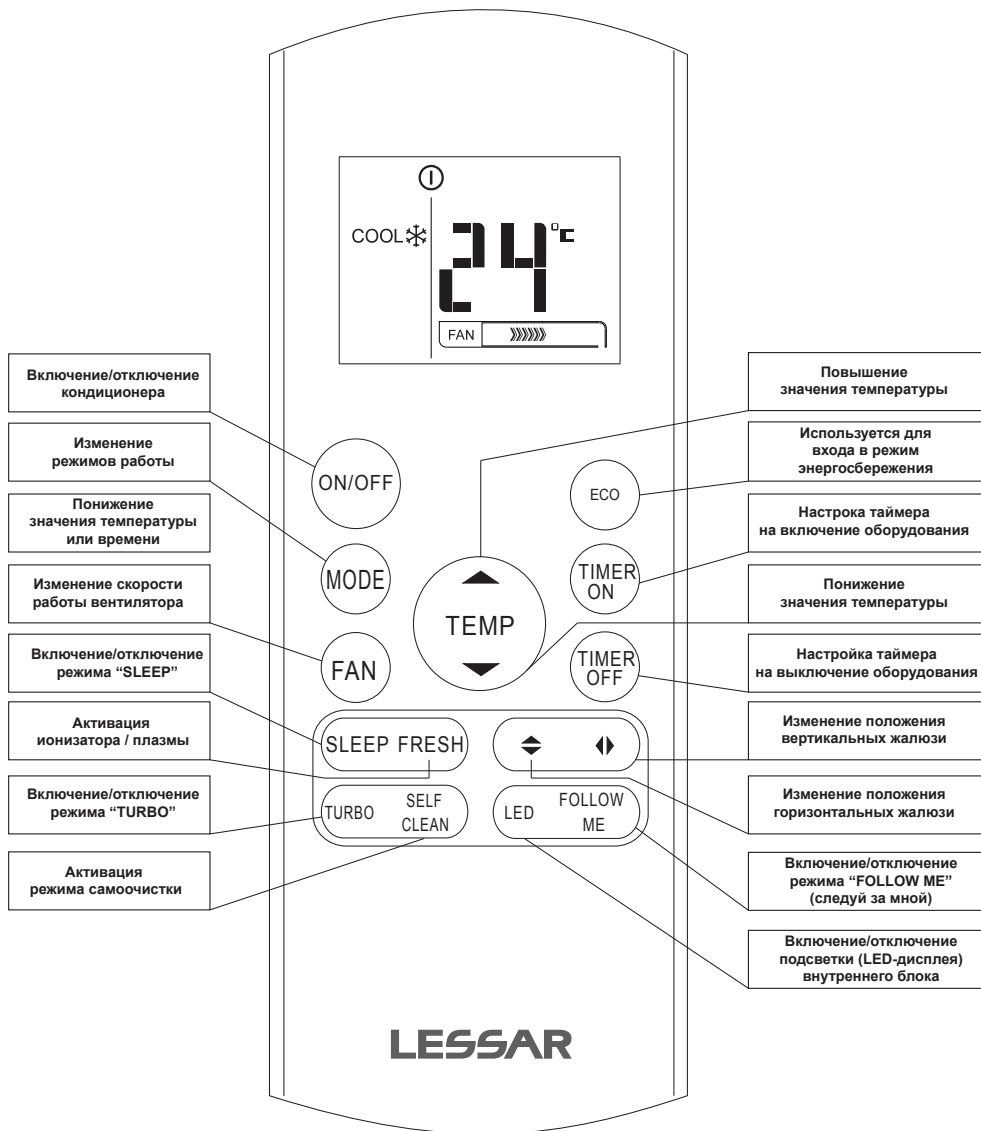 COOL
24°C
FAN
Включение/отключение
кондиционера
Изменение
режимов работы
Понижение
значения температуры
или времени
Изменение скорости
работы вентилятора
Включение/отключение
режима “SLEEP”
Активация
ионизатора / плазмы
Включение/отключение
режима “TURBO”
Активация
режима самоочистки
ON/OFF
MODE
FAN
TEMP
ECO
TIMER
ON
TIMER
OFF
SLEEP FRESH
TURBO
SELF
CLEAN
LED
FOLLOW
ME
Повышение
значения температуры
Используется для
входа в режим
энергосбережения
Настрока таймера
на включение оборудования
Понижение
значения температуры
Настройка таймера
на выключение оборудования
Изменение положения
вертикальных жалюзи
Изменение положения
горизонтальных жалюзи
Включение/отключение
режима “FOLLOW ME”
(следуй за мной)
Включение/отключение
подсветки (LED-дисплея)
внутреннего блока
LESSAR